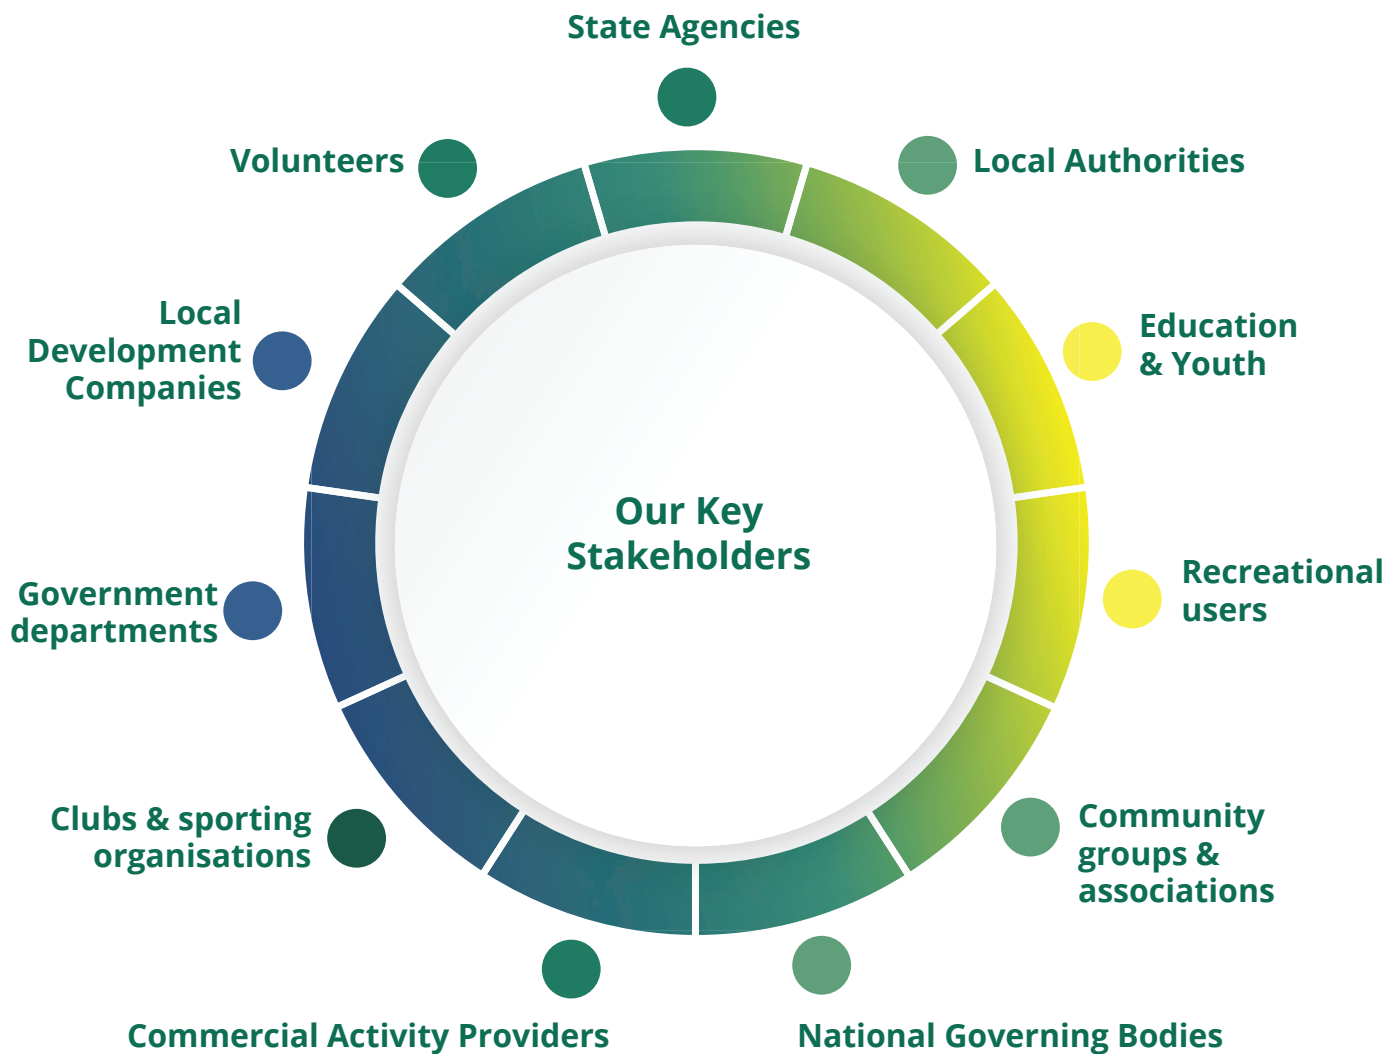 State Agencies
Volunteers
Local Authorities
Local
Development
Companies
Education
& Youth
Our Key
Stakeholders
Government
departments
Recreational
users
Clubs & sporting
organisations
Community
groups &
associations
Commercial Activity Providers
National Governing Bodies